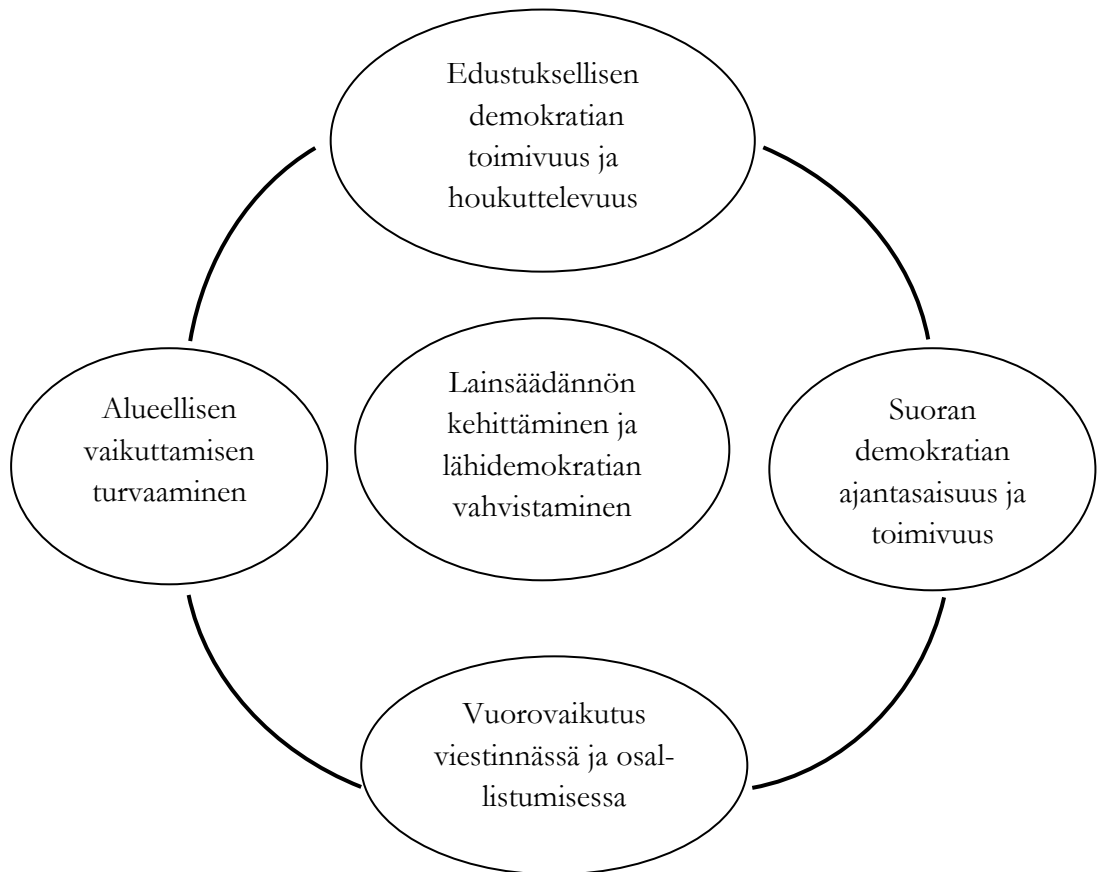 Edustuksellisen
demokratian
toimivuus ja
houkuttelevuus
Alueellisen
vaikuttamisen
turvaaminen
Lainsäädännön
kehittäminen ja
lähidemokratian
vahvistaminen
Suoran
demokratian
ajantasaisuus ja
toimivuus
Vuorovaikutus
viestinnässä ja osal-
listumisessa